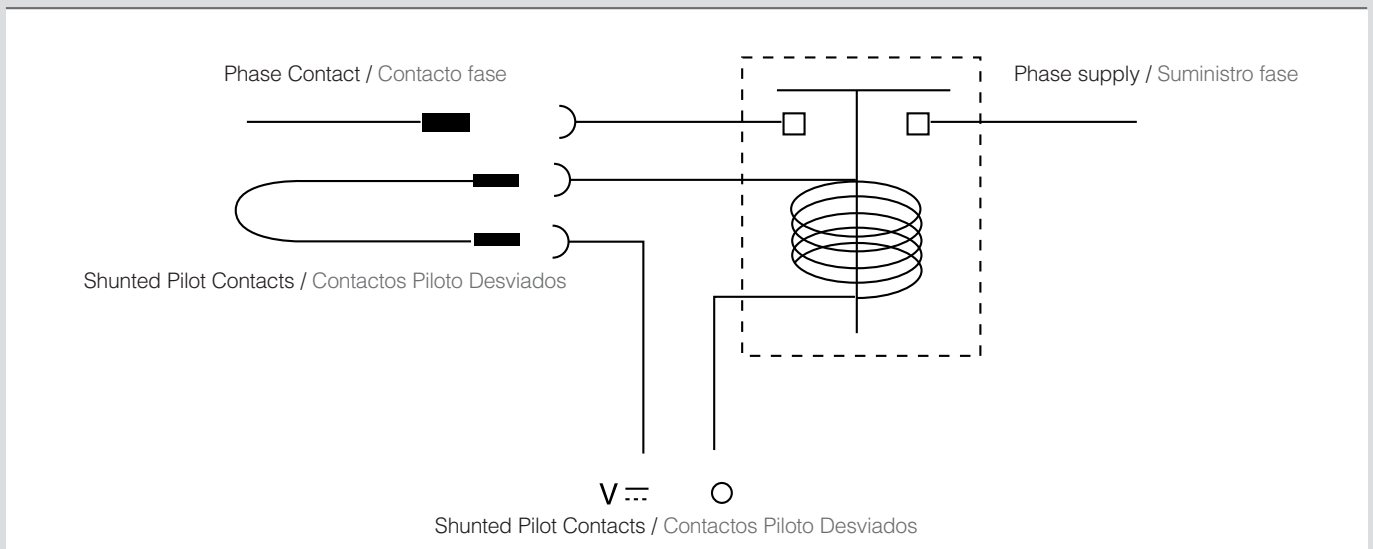 Phase Contact / Contacto fase
Phase supply / Suministro fase
Shunted Pilot Contacts / Contactos Piloto Desviados
V ⎓ O
Shunted Pilot Contacts / Contactos Piloto Desviados